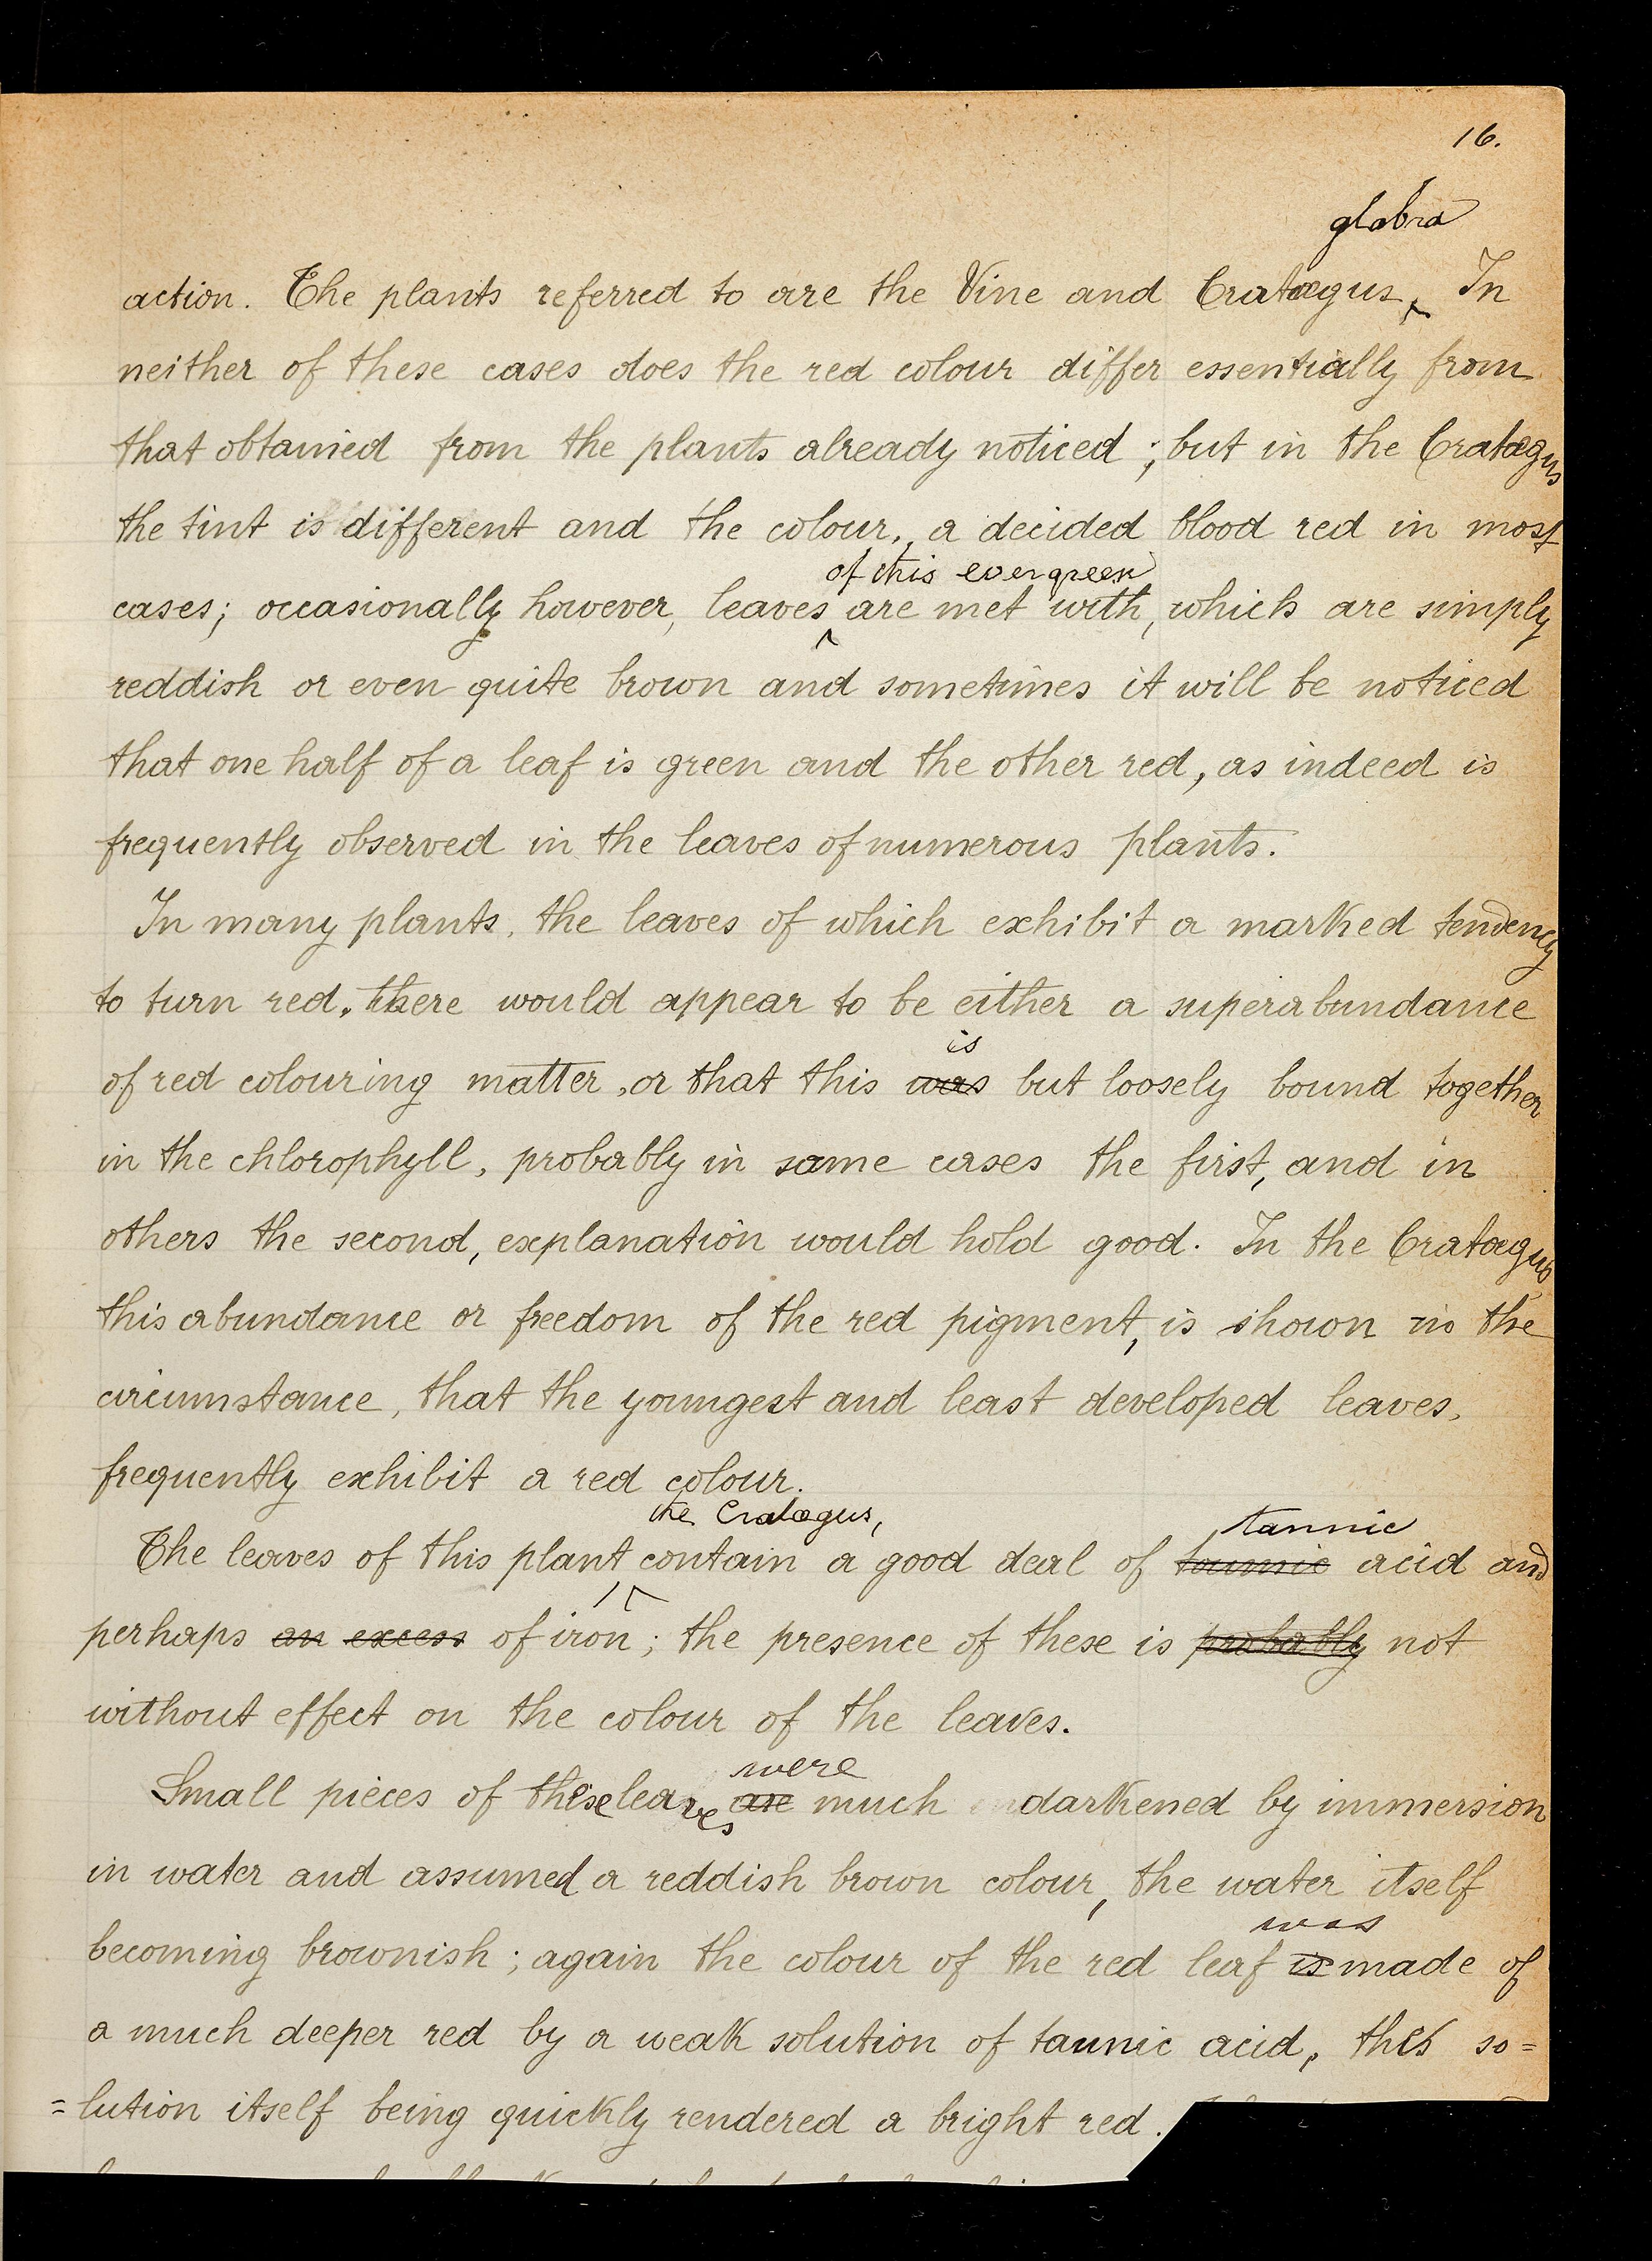 16.
glabra
action. The plants referred to are the Vine and Cratægus, In
neither of these cases does the red colour differ essentially from
that obtained from the plants already noticed; but in the Cratægus
the tint is different and the colour, a decided blood red in most
of this evergreen
cases; occasionally however, leaves are met with, which are simply
reddish or even quite brown and sometimes it will be noticed
that one half of a leaf is green and the other red, as indeed is
frequently observed in the leaves of numerous plants.
In many plants, the leaves of which exhibit a marked tendency
to turn red, there would appear to be either a superabundance
is
of red colouring matter, or that this was but loosely bound together
in the chlorophyll, probably in some cases the first, and in
others the second, explanation would hold good. In the Cratægus
this abundance or freedom of the red pigment, is shown in the
circumstance, that the youngest and least developed leaves,
frequently exhibit a red colour.
the Cratægus, tannic
The leaves of this plant contain a good deal of tannic acid and
perhaps an excess of iron; the presence of these is probably not
without effect on the colour of the leaves.
were
Small pieces of these leaves are much darkened by immersion
in water and assumed a reddish brown colour, the water itself
was
becoming brownish; again the colour of the red leaf is made of
a much deeper red by a weak solution of tannic acid, this so=
=lution itself being quickly rendered a bright red.